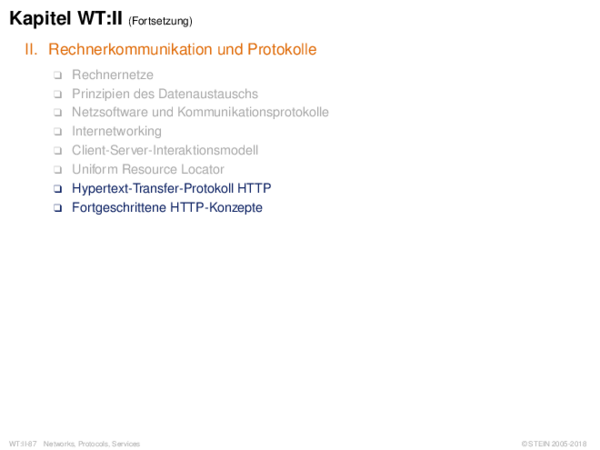 Kapitel WT:II (Fortsetzung)
II. Rechnerkommunikation und Protokolle
❑ Rechnernetze
❑ Prinzipien des Datenaustauschs
❑ Netzsoftware und Kommunikationsprotokolle
❑ Internetworking
❑ Client-Server-Interaktionsmodell
❑ Uniform Resource Locator
❑ Hypertext-Transfer-Protokoll HTTP
❑ Fortgeschrittene HTTP-Konzepte
WT:II-87 Networks, Protocols, Services © STEIN 2005-2018